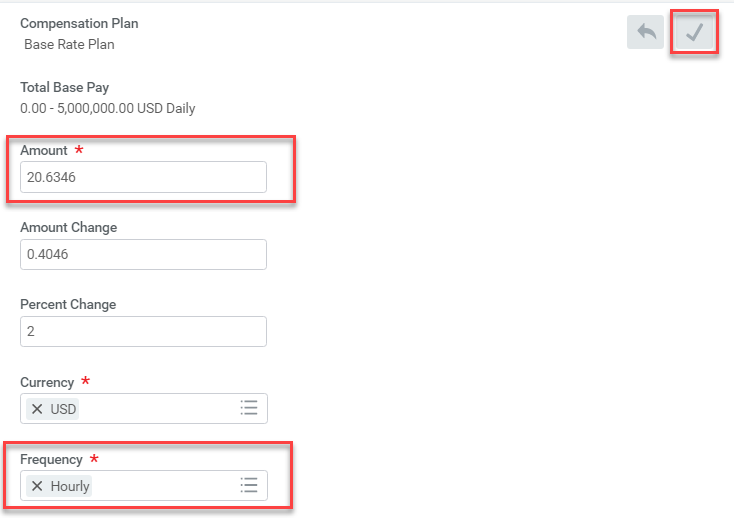 Compensation Plan
Base Rate Plan
Total Base Pay
0.00 - 5,000,000.00 USD Daily
Amount *
20.6346
Amount Change
0.4046
Percent Change
2
Currency *
× USD
Frequency *
× Hourly